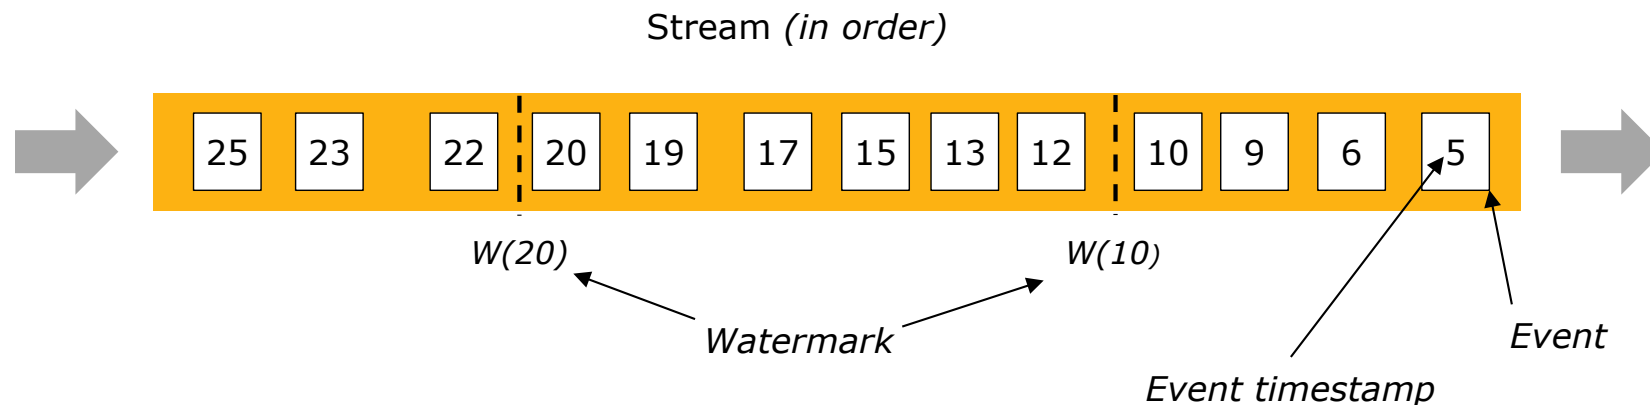 Stream (in order)
25 23 22 20 19 17 15 13 12 10 9 6 5
W(20) W(10)
Watermark
Event
Event timestamp